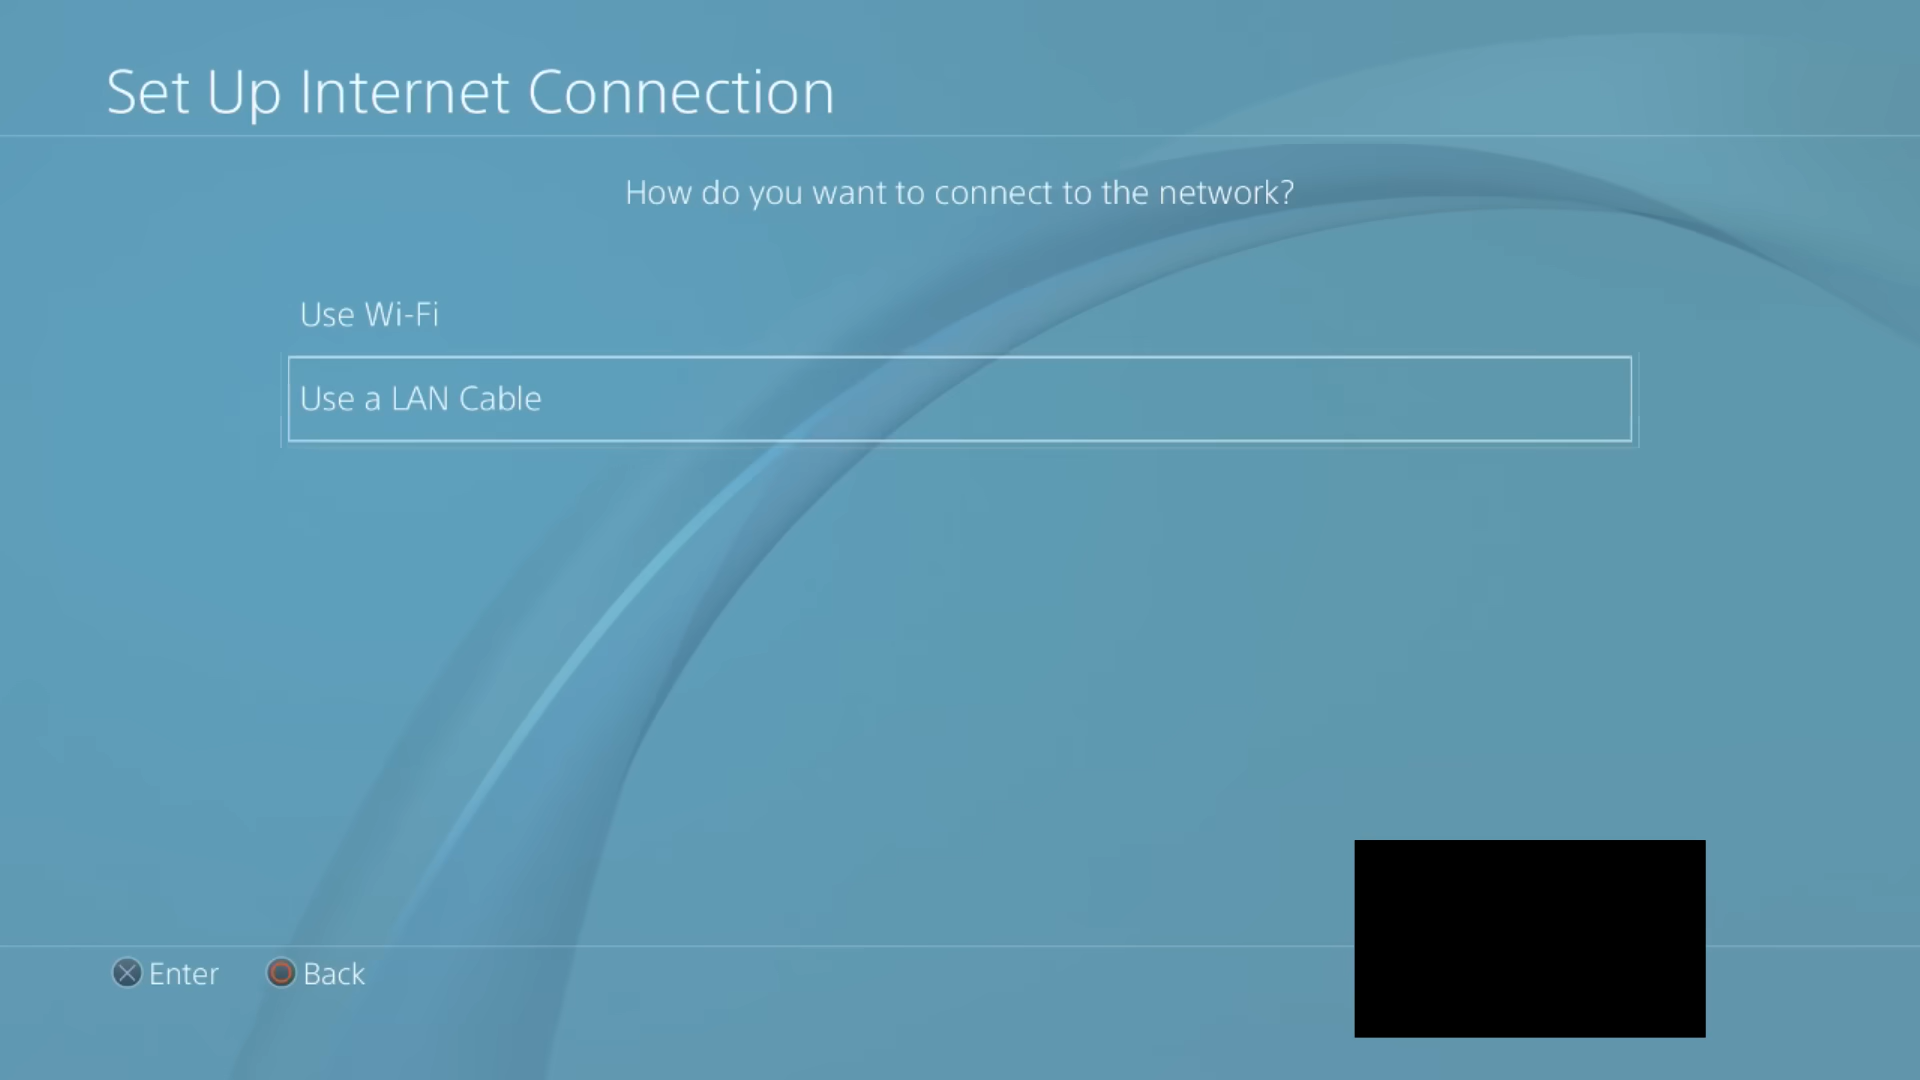 Set Up Internet Connection
How do you want to connect to the network?
Use Wi-Fi
Use a LAN Cable
Enter Back